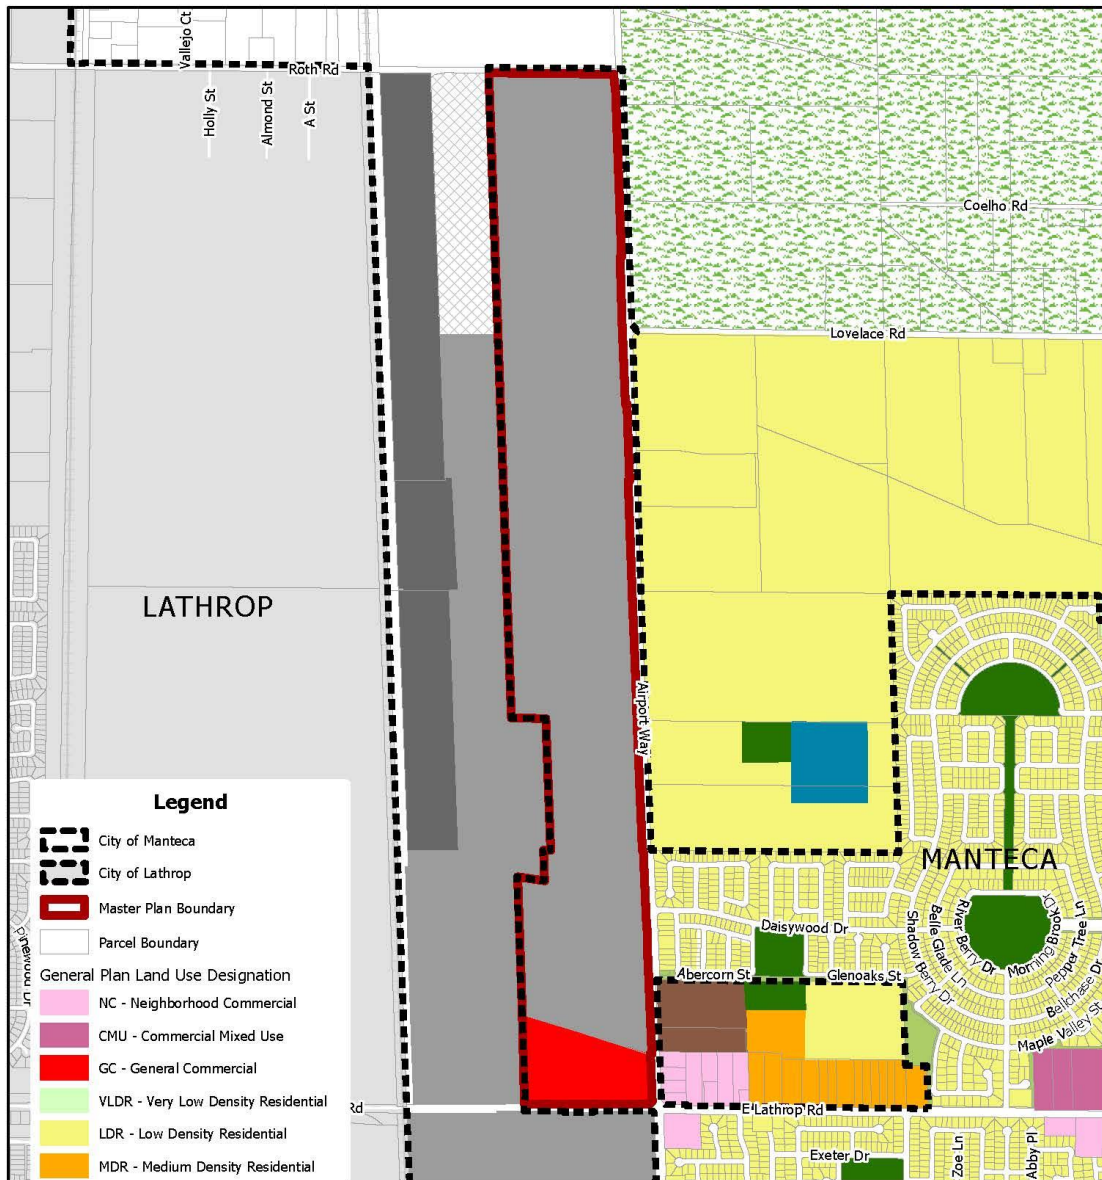 Vallejo Ct
Roth Rd
Holly St
Almond St
A St
Coelho Rd
Lovelace Rd
LATHROP
Airport Way
MANTECA
Daisywood Dr
Abercorn St
Glenoaks St
Shadow Berry Dr
Belle Glade Ln
River Berry Dr
Morning Brook Dr
Pepper Tree Ln
Bellchase Dr
Maple Valley St
E Lathrop Rd
Rd
Exeter Dr
Zoe Ln
Abby Pl
Legend
City of Manteca
City of Lathrop
Master Plan Boundary
Parcel Boundary
General Plan Land Use Designation
NC - Neighborhood Commercial
CMU - Commercial Mixed Use
GC - General Commercial
VLDR - Very Low Density Residential
LDR - Low Density Residential
MDR - Medium Density Residential